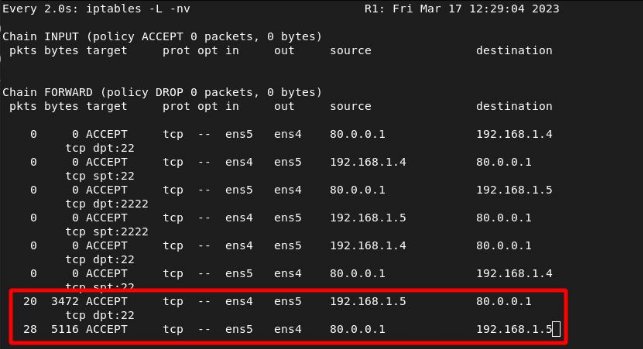 Every 2.0s: iptables -L -nv R1: Fri Mar 17 12:29:04 2023
Chain INPUT (policy ACCEPT 0 packets, 0 bytes)
pkts bytes target prot opt in out source destination
Chain FORWARD (policy DROP 0 packets, 0 bytes)
pkts bytes target prot opt in out source destination
0 0 ACCEPT tcp -- ens5 ens4 80.0.0.1 192.168.1.4
tcp dpt:22
0 0 ACCEPT tcp -- ens4 ens5 192.168.1.4 80.0.0.1
tcp spt:22
0 0 ACCEPT tcp -- ens5 ens4 80.0.0.1 192.168.1.5
tcp dpt:2222
0 0 ACCEPT tcp -- ens4 ens5 192.168.1.5 80.0.0.1
tcp spt:2222
0 0 ACCEPT tcp -- ens4 ens5 192.168.1.4 80.0.0.1
tcp dpt:22
0 0 ACCEPT tcp -- ens5 ens4 80.0.0.1 192.168.1.4
tcp spt:22
20 3472 ACCEPT tcp -- ens4 ens5 192.168.1.5 80.0.0.1
tcp dpt:22
28 5116 ACCEPT tcp -- ens5 ens4 80.0.0.1 192.168.1.5